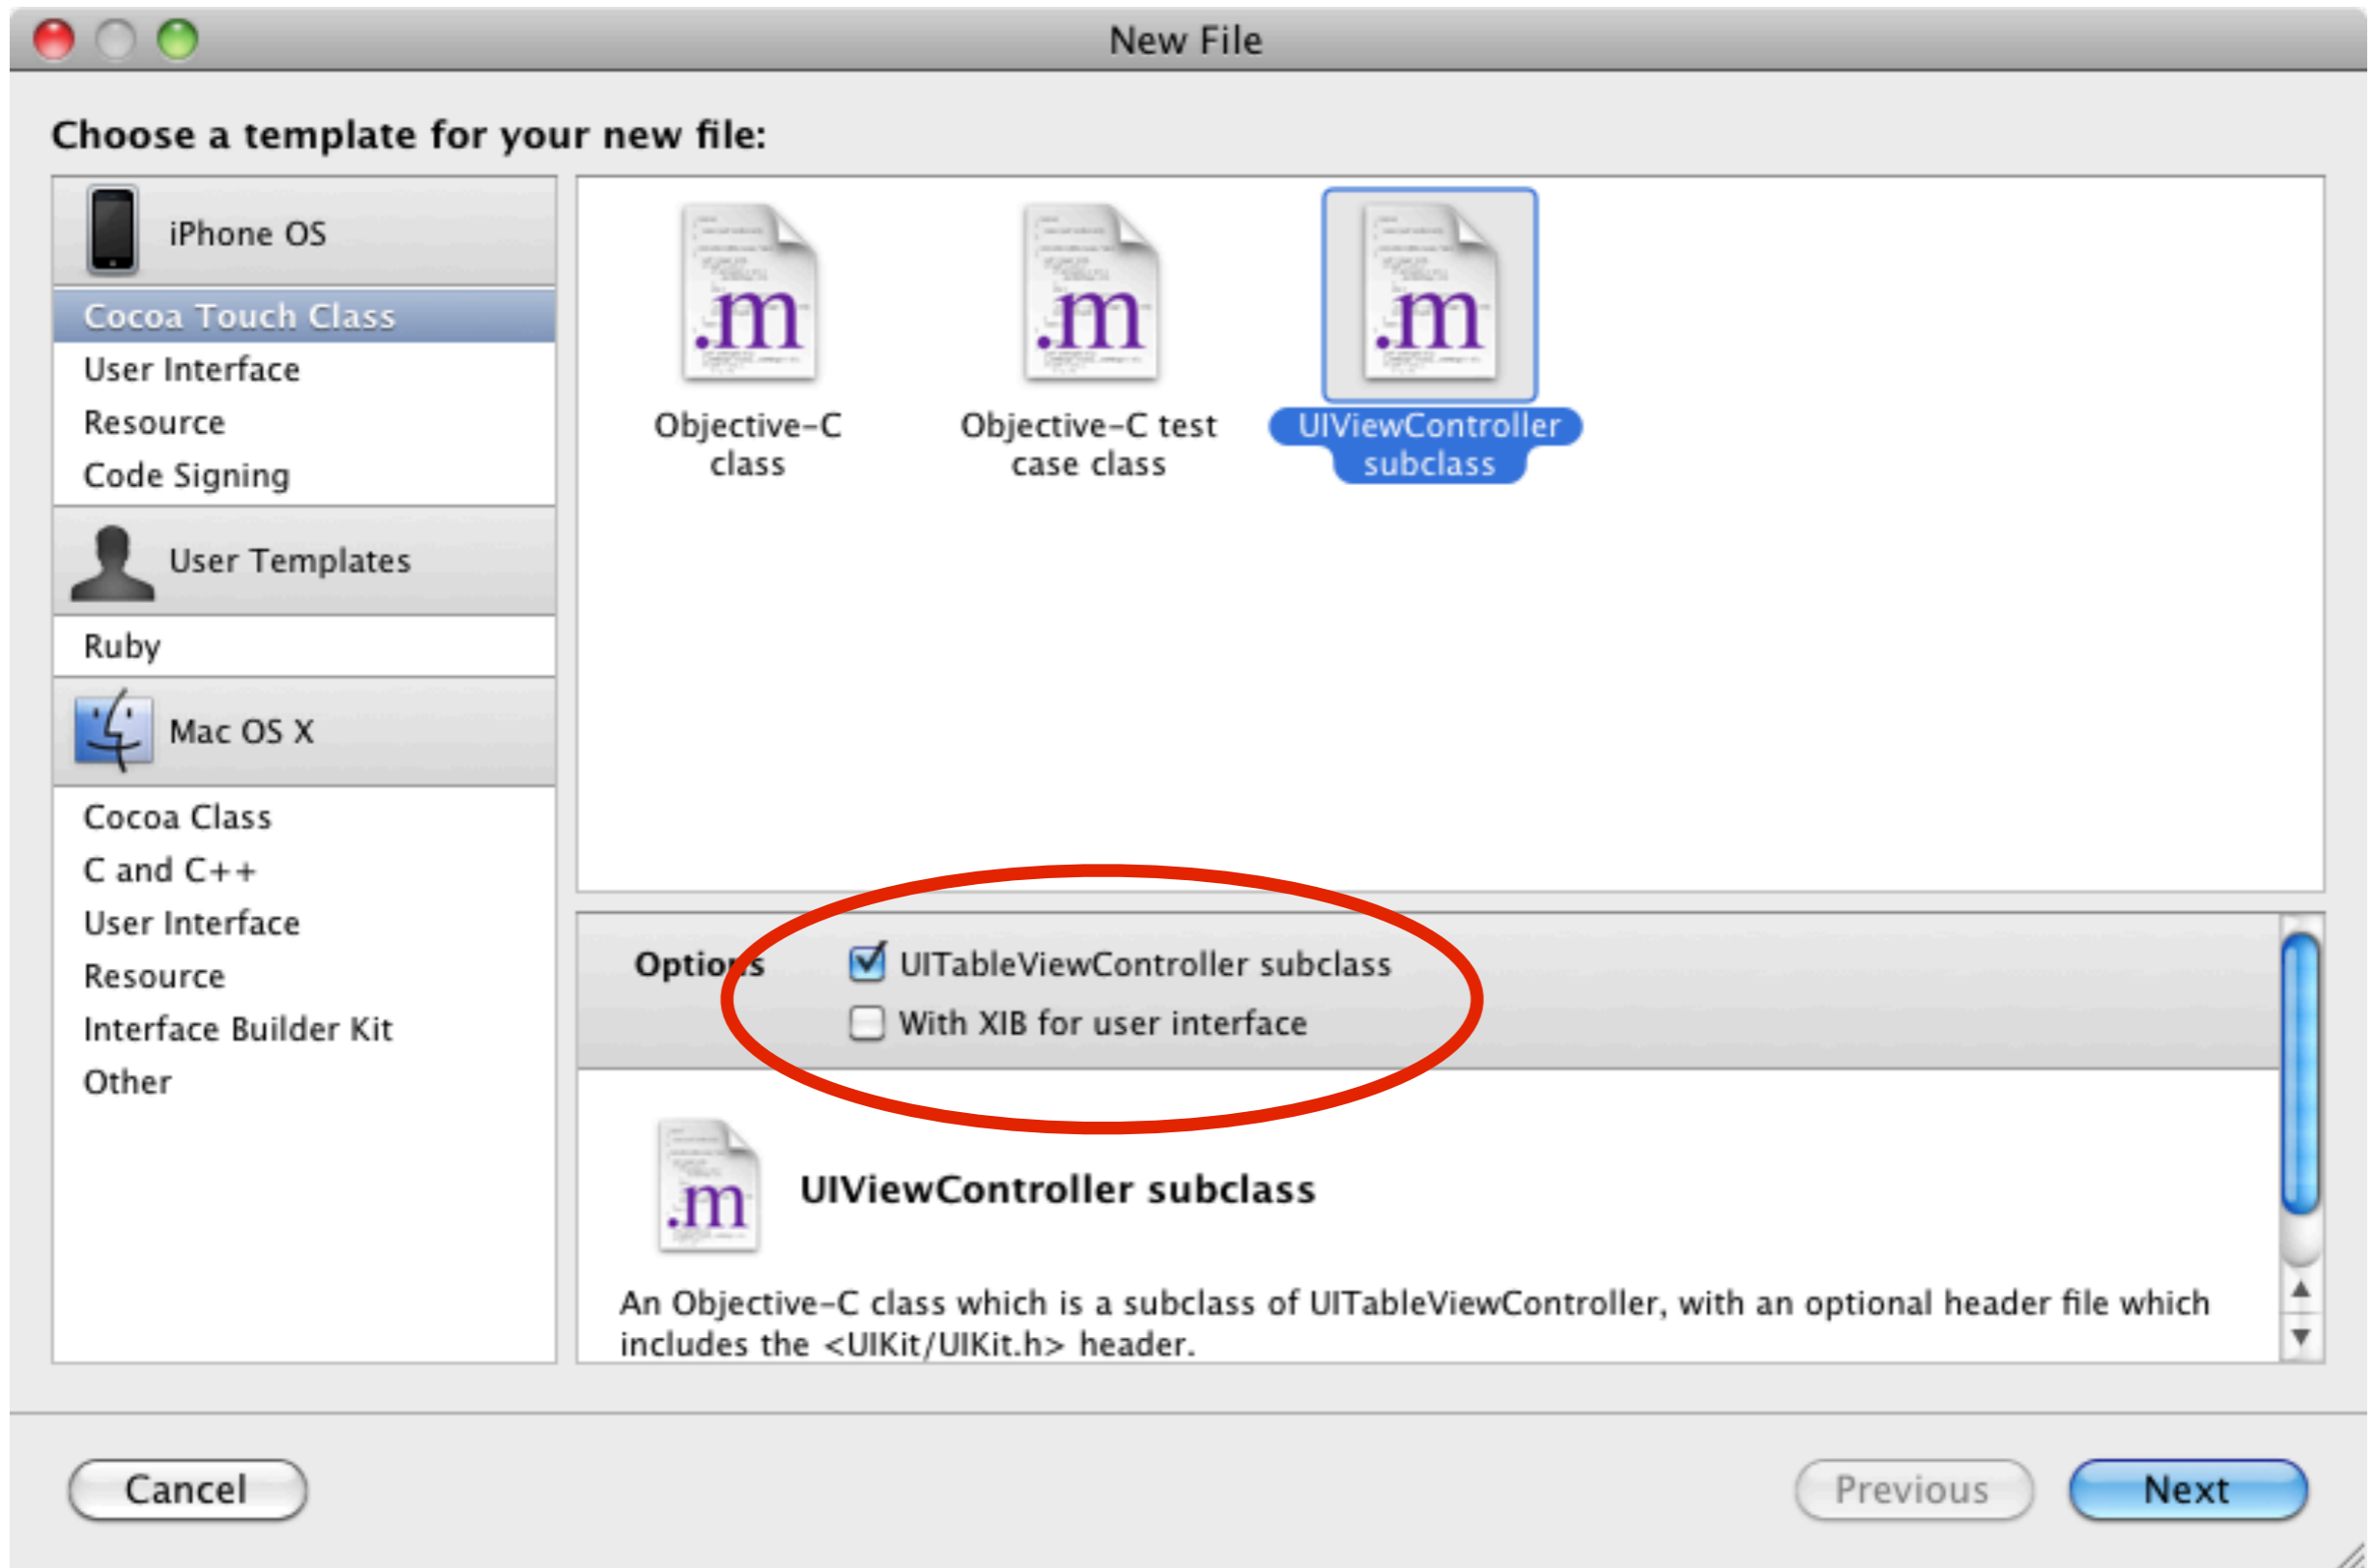 New File
Choose a template for your new file:
iPhone OS
Cocoa Touch Class
User Interface
Resource
Code Signing
User Templates
Ruby
Mac OS X
Cocoa Class
C and C++
User Interface
Resource
Interface Builder Kit
Other
.m
Objective-C
class
.m
Objective-C test
case class
.m
UIViewController
subclass
Options
UITableViewController subclass
With XIB for user interface
.m
UIViewController subclass
An Objective-C class which is a subclass of UITableViewController, with an optional header file which
includes the <UIKit/UIKit.h> header.
Cancel
Previous
Next